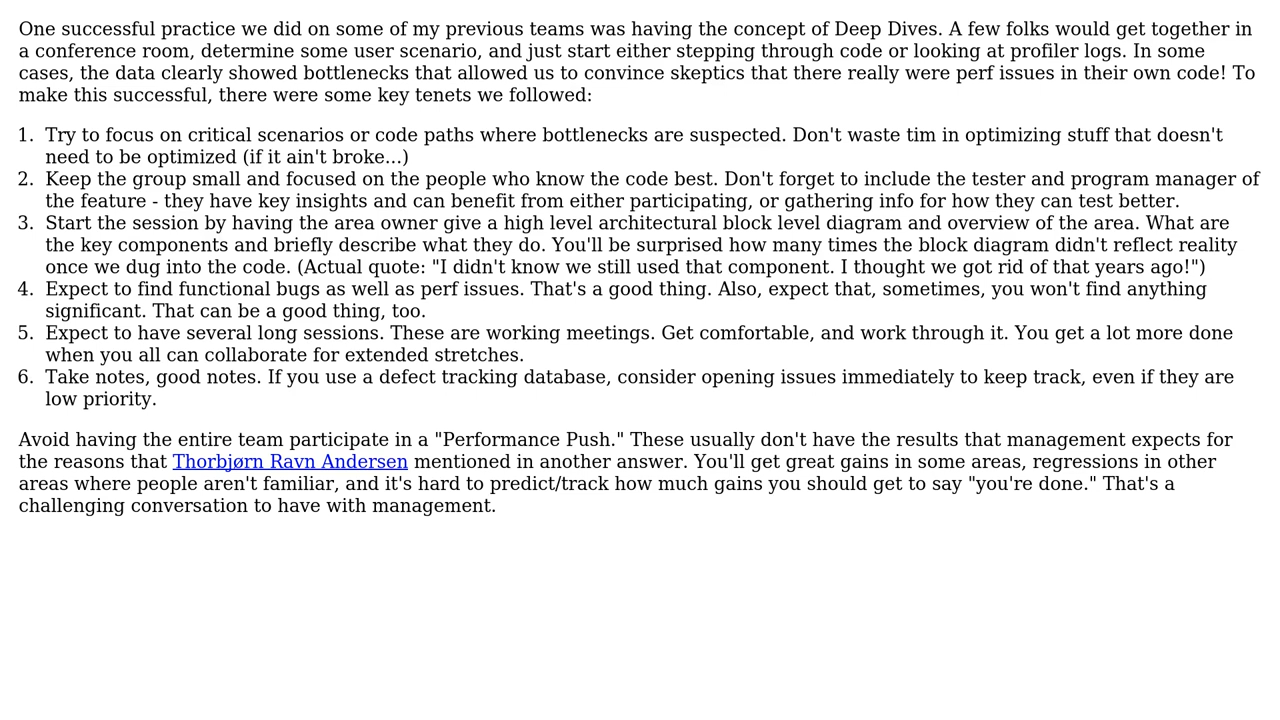 One successful practice we did on some of my previous teams was having the concept of Deep Dives. A few folks would get together in
a conference room, determine some user scenario, and just start either stepping through code or looking at profiler logs. In some
cases, the data clearly showed bottlenecks that allowed us to convince skeptics that there really were perf issues in their own code! To
make this successful, there were some key tenets we followed:
1. Try to focus on critical scenarios or code paths where bottlenecks are suspected. Don't waste tim in optimizing stuff that doesn't
need to be optimized (if it ain't broke...)
2. Keep the group small and focused on the people who know the code best. Don't forget to include the tester and program manager of
the feature - they have key insights and can benefit from either participating, or gathering info for how they can test better.
3. Start the session by having the area owner give a high level architectural block level diagram and overview of the area. What are
the key components and briefly describe what they do. You'll be surprised how many times the block diagram didn't reflect reality
once we dug into the code. (Actual quote: "I didn't know we still used that component. I thought we got rid of that years ago!")
4. Expect to find functional bugs as well as perf issues. That's a good thing. Also, expect that, sometimes, you won't find anything
significant. That can be a good thing, too.
5. Expect to have several long sessions. These are working meetings. Get comfortable, and work through it. You get a lot more done
when you all can collaborate for extended stretches.
6. Take notes, good notes. If you use a defect tracking database, consider opening issues immediately to keep track, even if they are
low priority.
Avoid having the entire team participate in a "Performance Push." These usually don't have the results that management expects for
the reasons that Thorbjørn Ravn Andersen mentioned in another answer. You'll get great gains in some areas, regressions in other
areas where people aren't familiar, and it's hard to predict/track how much gains you should get to say "you're done." That's a
challenging conversation to have with management.